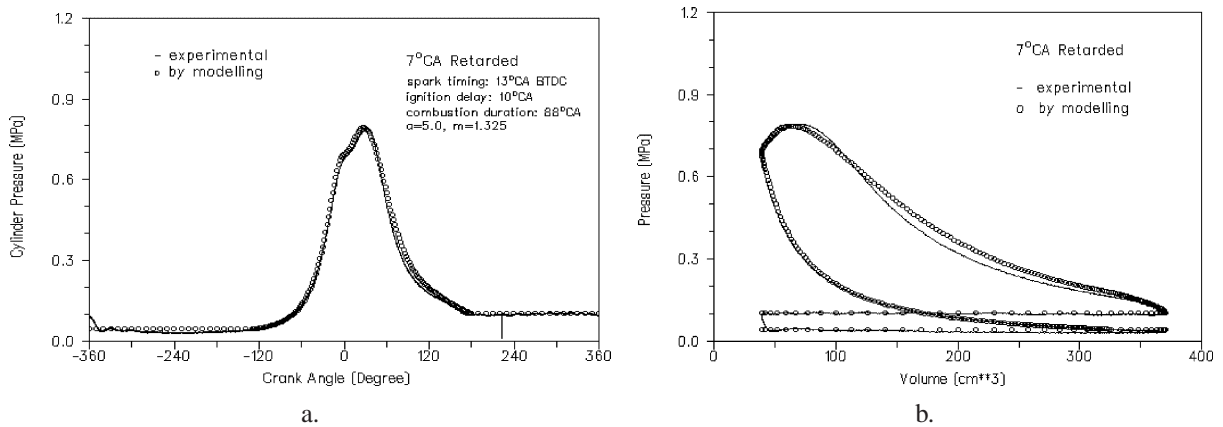 1.2
0.9
0.6
0.3
0.0
Cylinder Pressure (MPa)
– experimental
o by modelling
7°CA Retarded
spark timing: 13°CA BTDC
ignition delay: 10°CA
combustion duration: 88°CA
a=5.0, m=1.325
-360 -240 -120 0 120 240 360
Crank Angle (Degree)
a.
1.2
0.9
0.6
0.3
0.0
Pressure (MPa)
7°CA Retarded
– experimental
o by modelling
0 100 200 300 400
Volume (cm**3)
b.